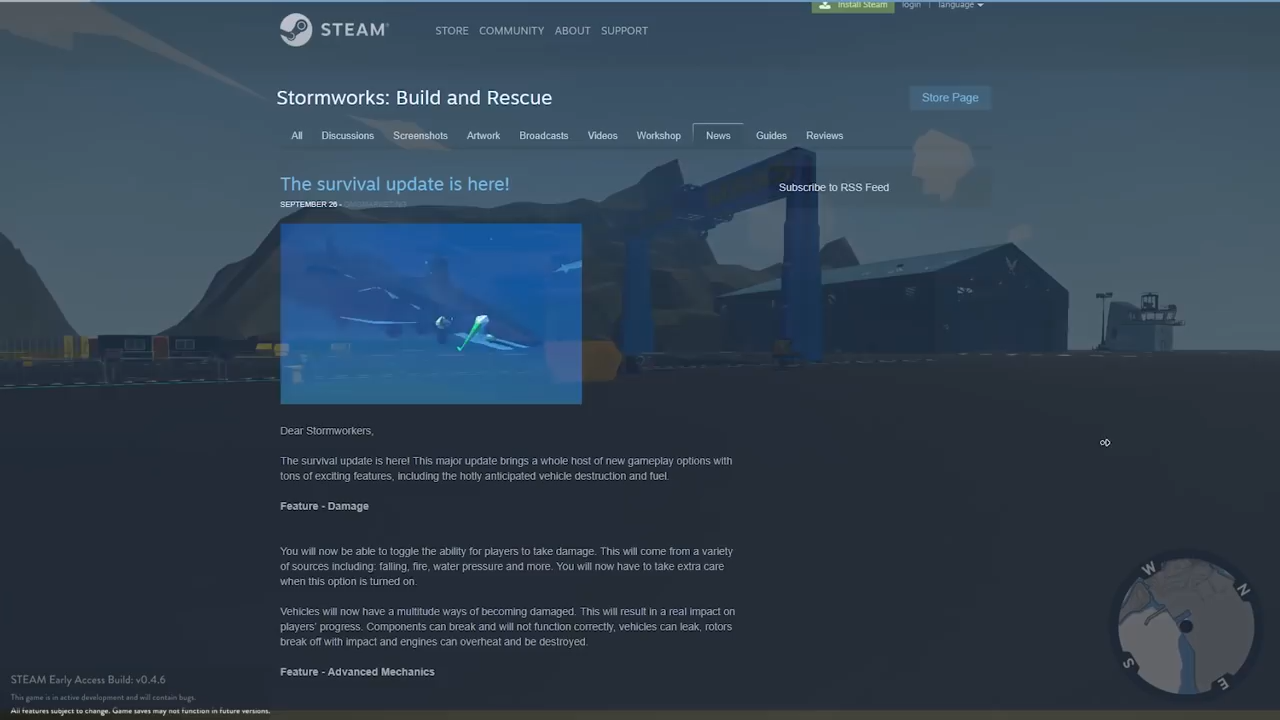 Install Steam login | language
STEAM® STORE COMMUNITY ABOUT SUPPORT
Stormworks: Build and Rescue
Store Page
All Discussions Screenshots Artwork Broadcasts Videos Workshop News Guides Reviews
The survival update is here!
Subscribe to RSS Feed
SEPTEMBER 26 -
Dear Stormworkers,
The survival update is here! This major update brings a whole host of new gameplay options with
tons of exciting features, including the hotly anticipated vehicle destruction and fuel.
Feature - Damage
You will now be able to toggle the ability for players to take damage. This will come from a variety
of sources including: falling, fire, water pressure and more. You will now have to take extra care
when this option is turned on.
Vehicles will now have a multitude ways of becoming damaged. This will result in a real impact on
players' progress. Components can break and will not function correctly, vehicles can leak, rotors
break off with impact and engines can overheat and be destroyed.
Feature - Advanced Mechanics
W
N
S
E
STEAM Early Access Build: v0.4.6
This game is in active development and will contain bugs.
All features subject to change. Game saves may not function in future versions.